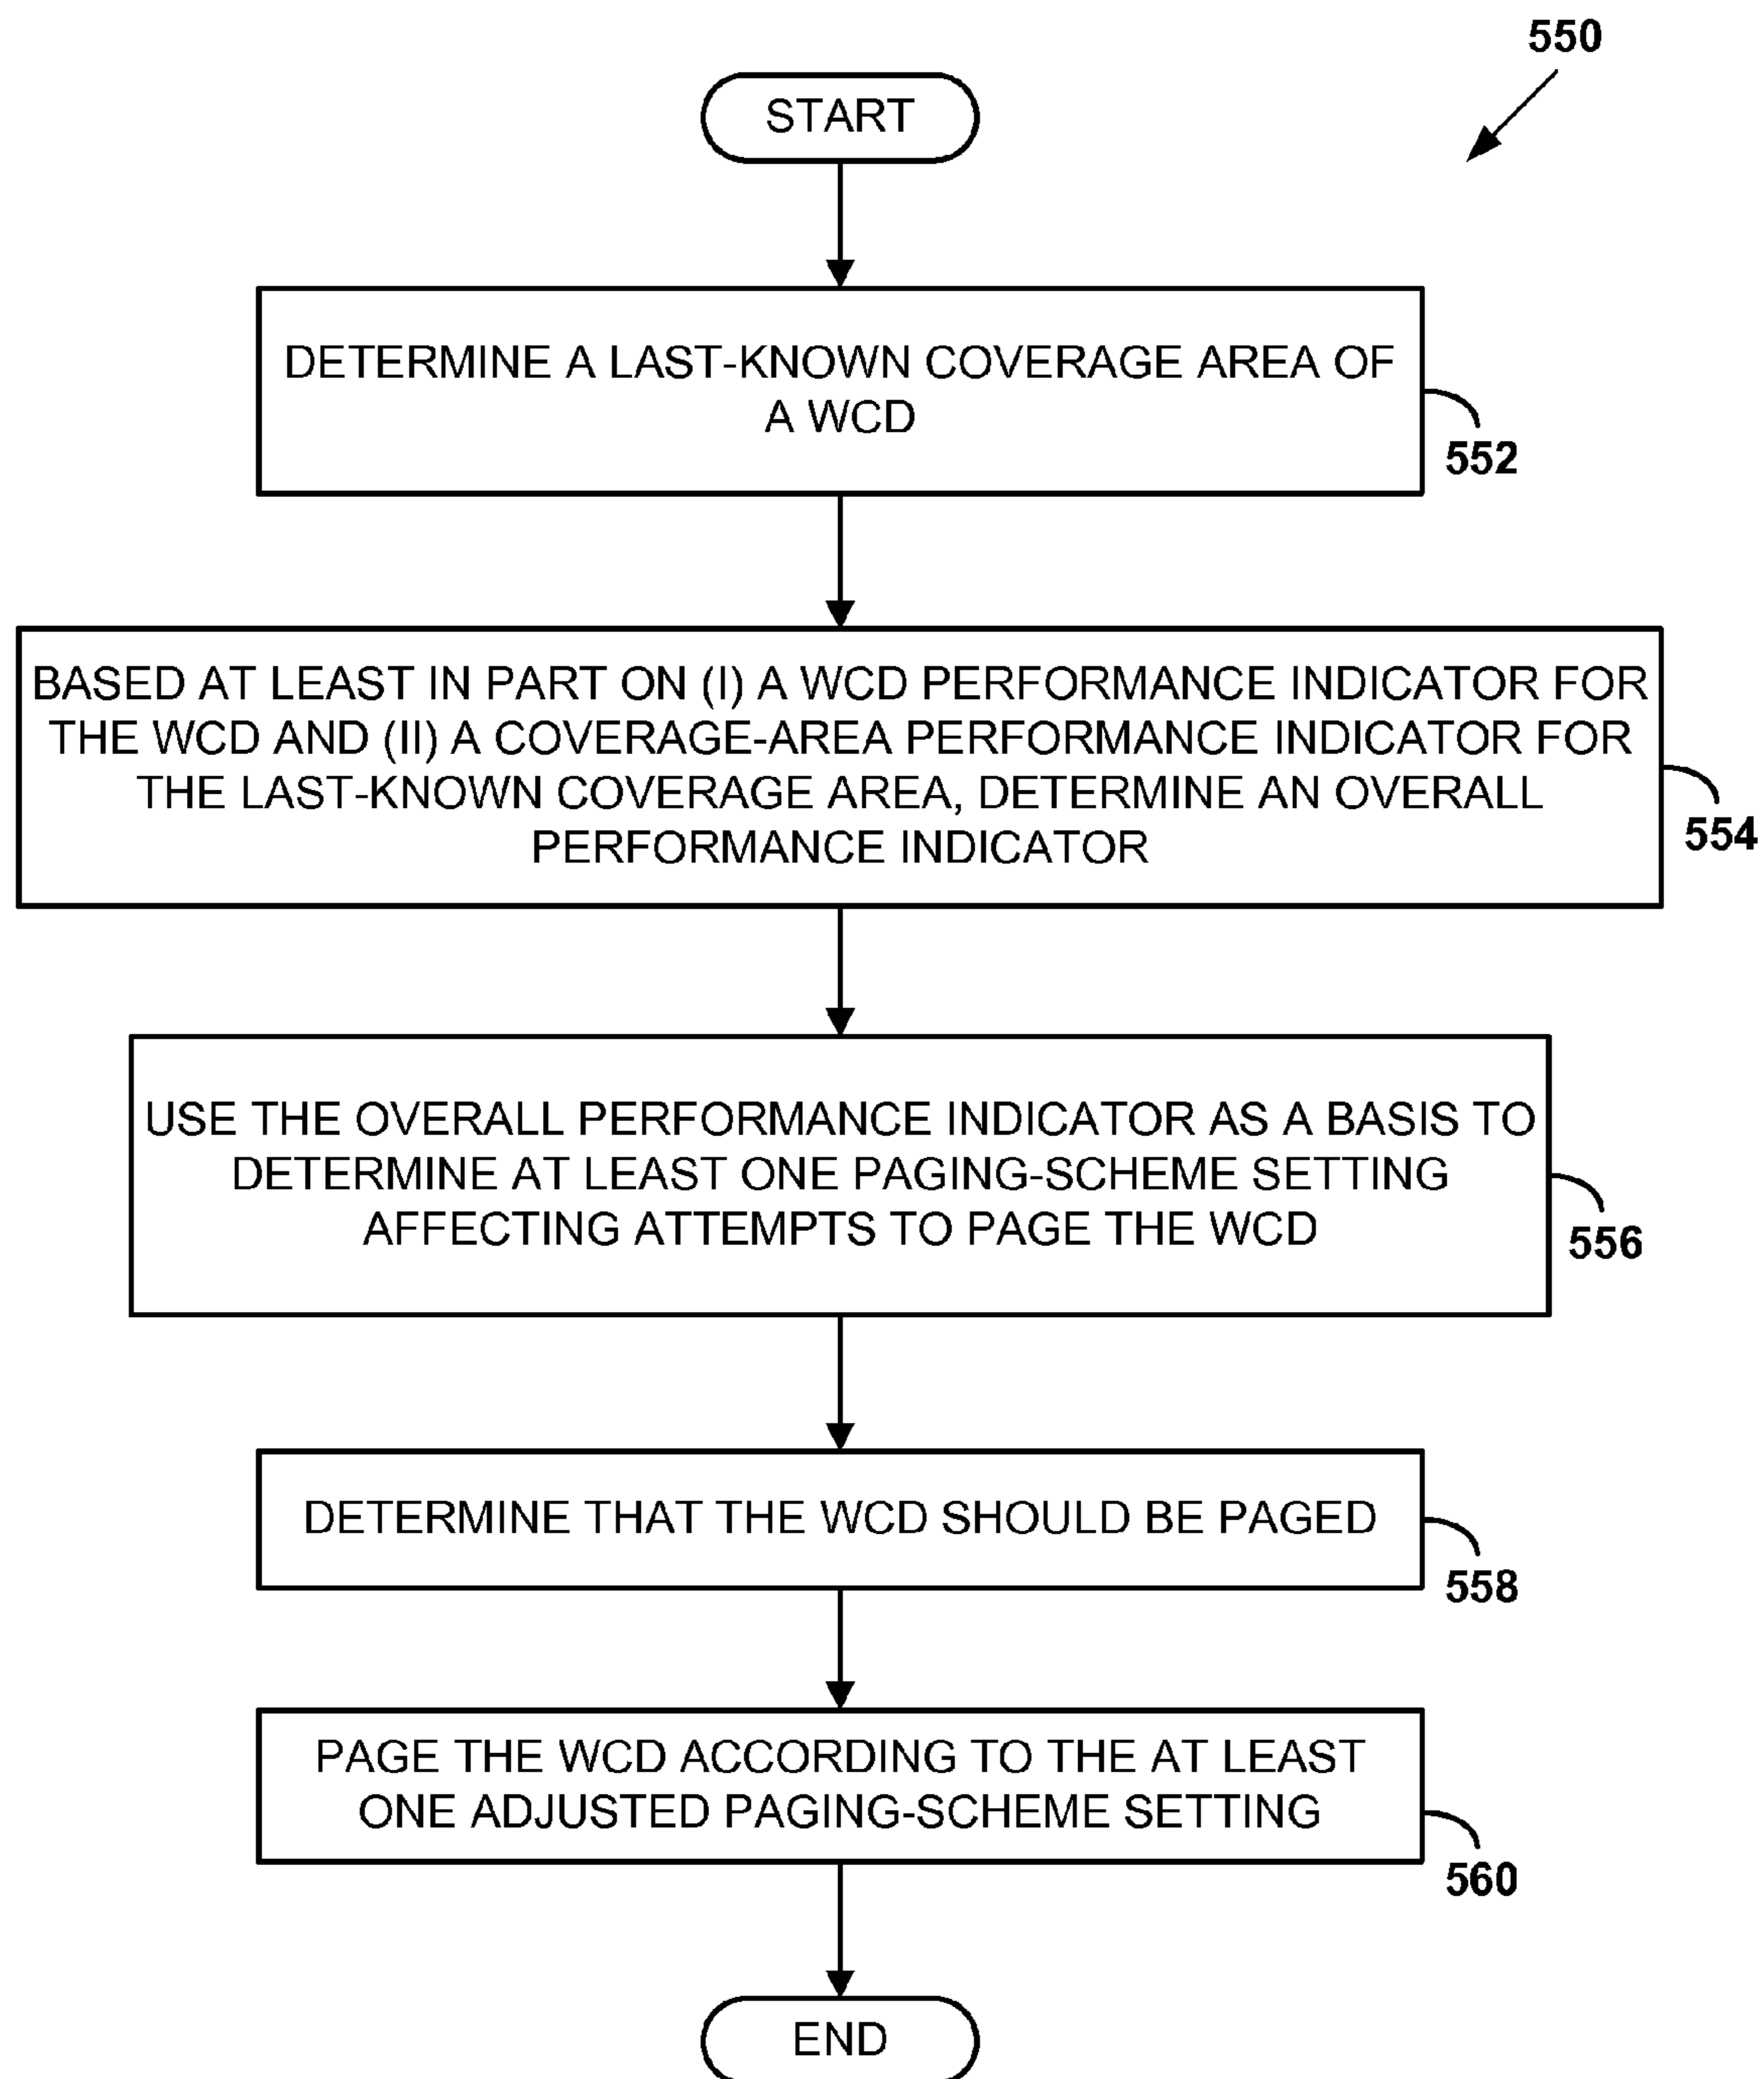 550
START
DETERMINE A LAST-KNOWN COVERAGE AREA OF
A WCD
552
BASED AT LEAST IN PART ON (I) A WCD PERFORMANCE INDICATOR FOR
THE WCD AND (II) A COVERAGE-AREA PERFORMANCE INDICATOR FOR
THE LAST-KNOWN COVERAGE AREA, DETERMINE AN OVERALL
PERFORMANCE INDICATOR
554
USE THE OVERALL PERFORMANCE INDICATOR AS A BASIS TO
DETERMINE AT LEAST ONE PAGING-SCHEME SETTING
AFFECTING ATTEMPTS TO PAGE THE WCD
556
DETERMINE THAT THE WCD SHOULD BE PAGED
558
PAGE THE WCD ACCORDING TO THE AT LEAST
ONE ADJUSTED PAGING-SCHEME SETTING
560
END